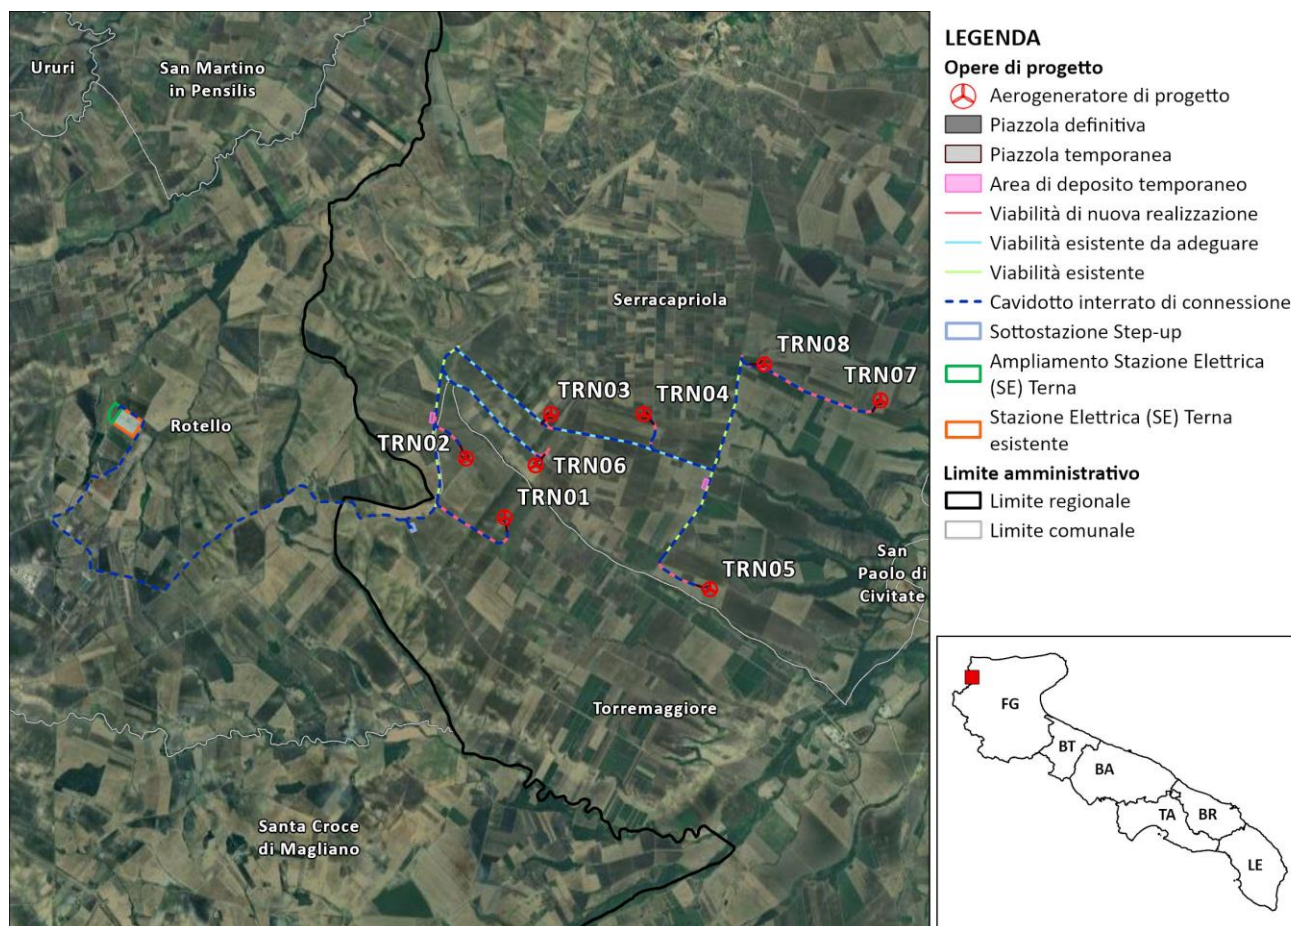 Ururi
San Martino
in Pensilis
Serracapriola
TRN08
TRN07
TRN03
TRN04
Rotello
TRN02
TRN06
TRN01
San
Paolo di
Civitate
TRN05
Torremaggiore
Santa Croce
di Magliano
LEGENDA
Opere di progetto
Aerogeneratore di progetto
Piazzola definitiva
Piazzola temporanea
Area di deposito temporaneo
Viabilità di nuova realizzazione
Viabilità esistente da adeguare
Viabilità esistente
Cavidotto interrato di connessione
Sottostazione Step-up
Ampliamento Stazione Elettrica
(SE) Terna
Stazione Elettrica (SE) Terna
esistente
Limite amministrativo
Limite regionale
Limite comunale
FG
BT
BA
TA
BR
LE